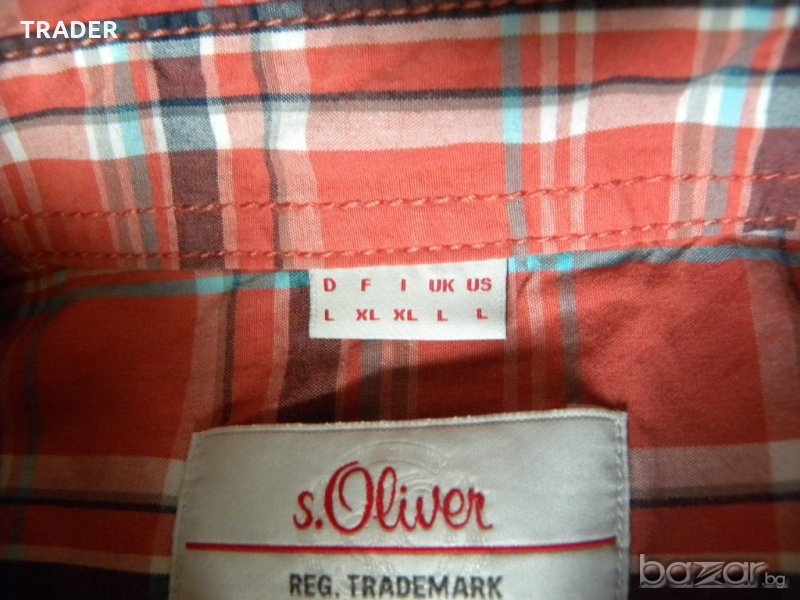 TRADER
D F I UK US
L XL XL L L
s.Oliver
REG. TRADEMARK
bazar.bg